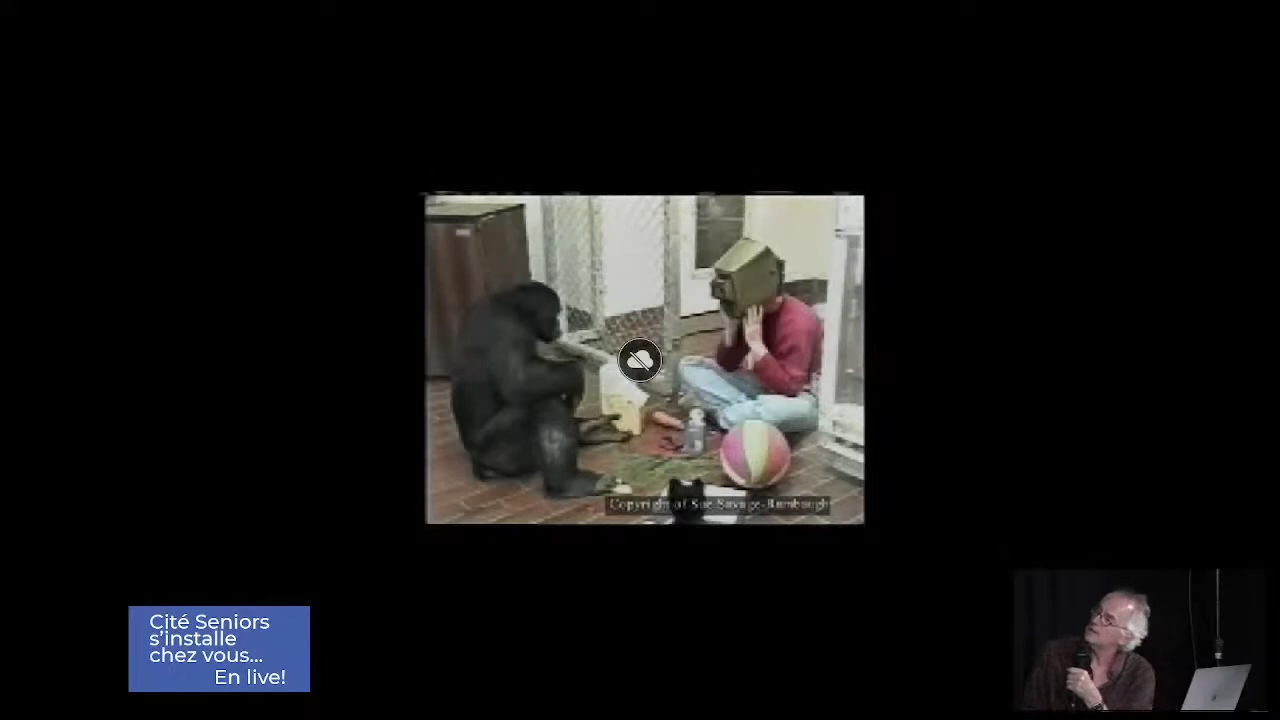 Copyright of Sue Savage-Rumbaugh
Cité Seniors
s'installe
chez vous...
En live!